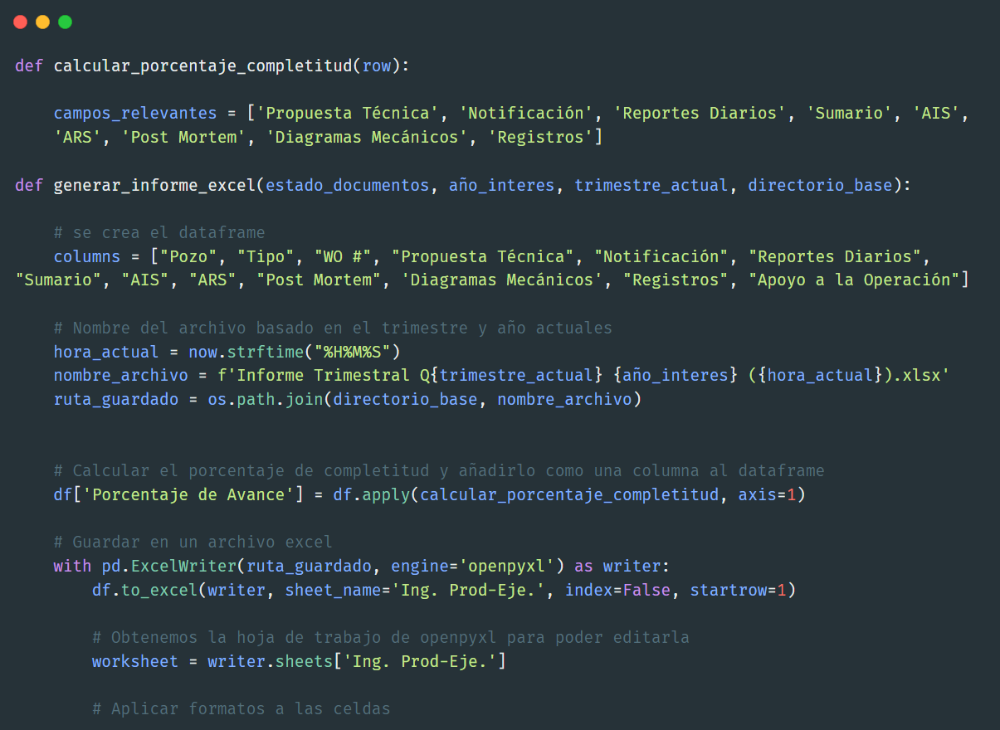 def calcular_porcentaje_completitud(row):
campos_relevantes = ['Propuesta Técnica', 'Notificación', 'Reportes Diarios', 'Sumario', 'AIS',
'ARS', 'Post Mortem', 'Diagramas Mecánicos', 'Registros']
def generar_informe_excel(estado_documentos, año_interes, trimestre_actual, directorio_base):
# se crea el dataframe
columns = ["Pozo", "Tipo", "WO #", "Propuesta Técnica", "Notificación", "Reportes Diarios",
"Sumario", "AIS", "ARS", "Post Mortem", 'Diagramas Mecánicos', "Registros", "Apoyo a la Operación"]
# Nombre del archivo basado en el trimestre y año actuales
hora_actual = now.strftime("%H%M%S")
nombre_archivo = f'Informe Trimestral Q{trimestre_actual} {año_interes} ({hora_actual}).xlsx'
ruta_guardado = os.path.join(directorio_base, nombre_archivo)
# Calcular el porcentaje de completitud y añadirlo como una columna al dataframe
df['Porcentaje de Avance'] = df.apply(calcular_porcentaje_completitud, axis=1)
# Guardar en un archivo excel
with pd.ExcelWriter(ruta_guardado, engine='openpyxl') as writer:
df.to_excel(writer, sheet_name='Ing. Prod-Eje.', index=False, startrow=1)
# Obtenemos la hoja de trabajo de openpyxl para poder editarla
worksheet = writer.sheets['Ing. Prod-Eje.']
# Aplicar formatos a las celdas